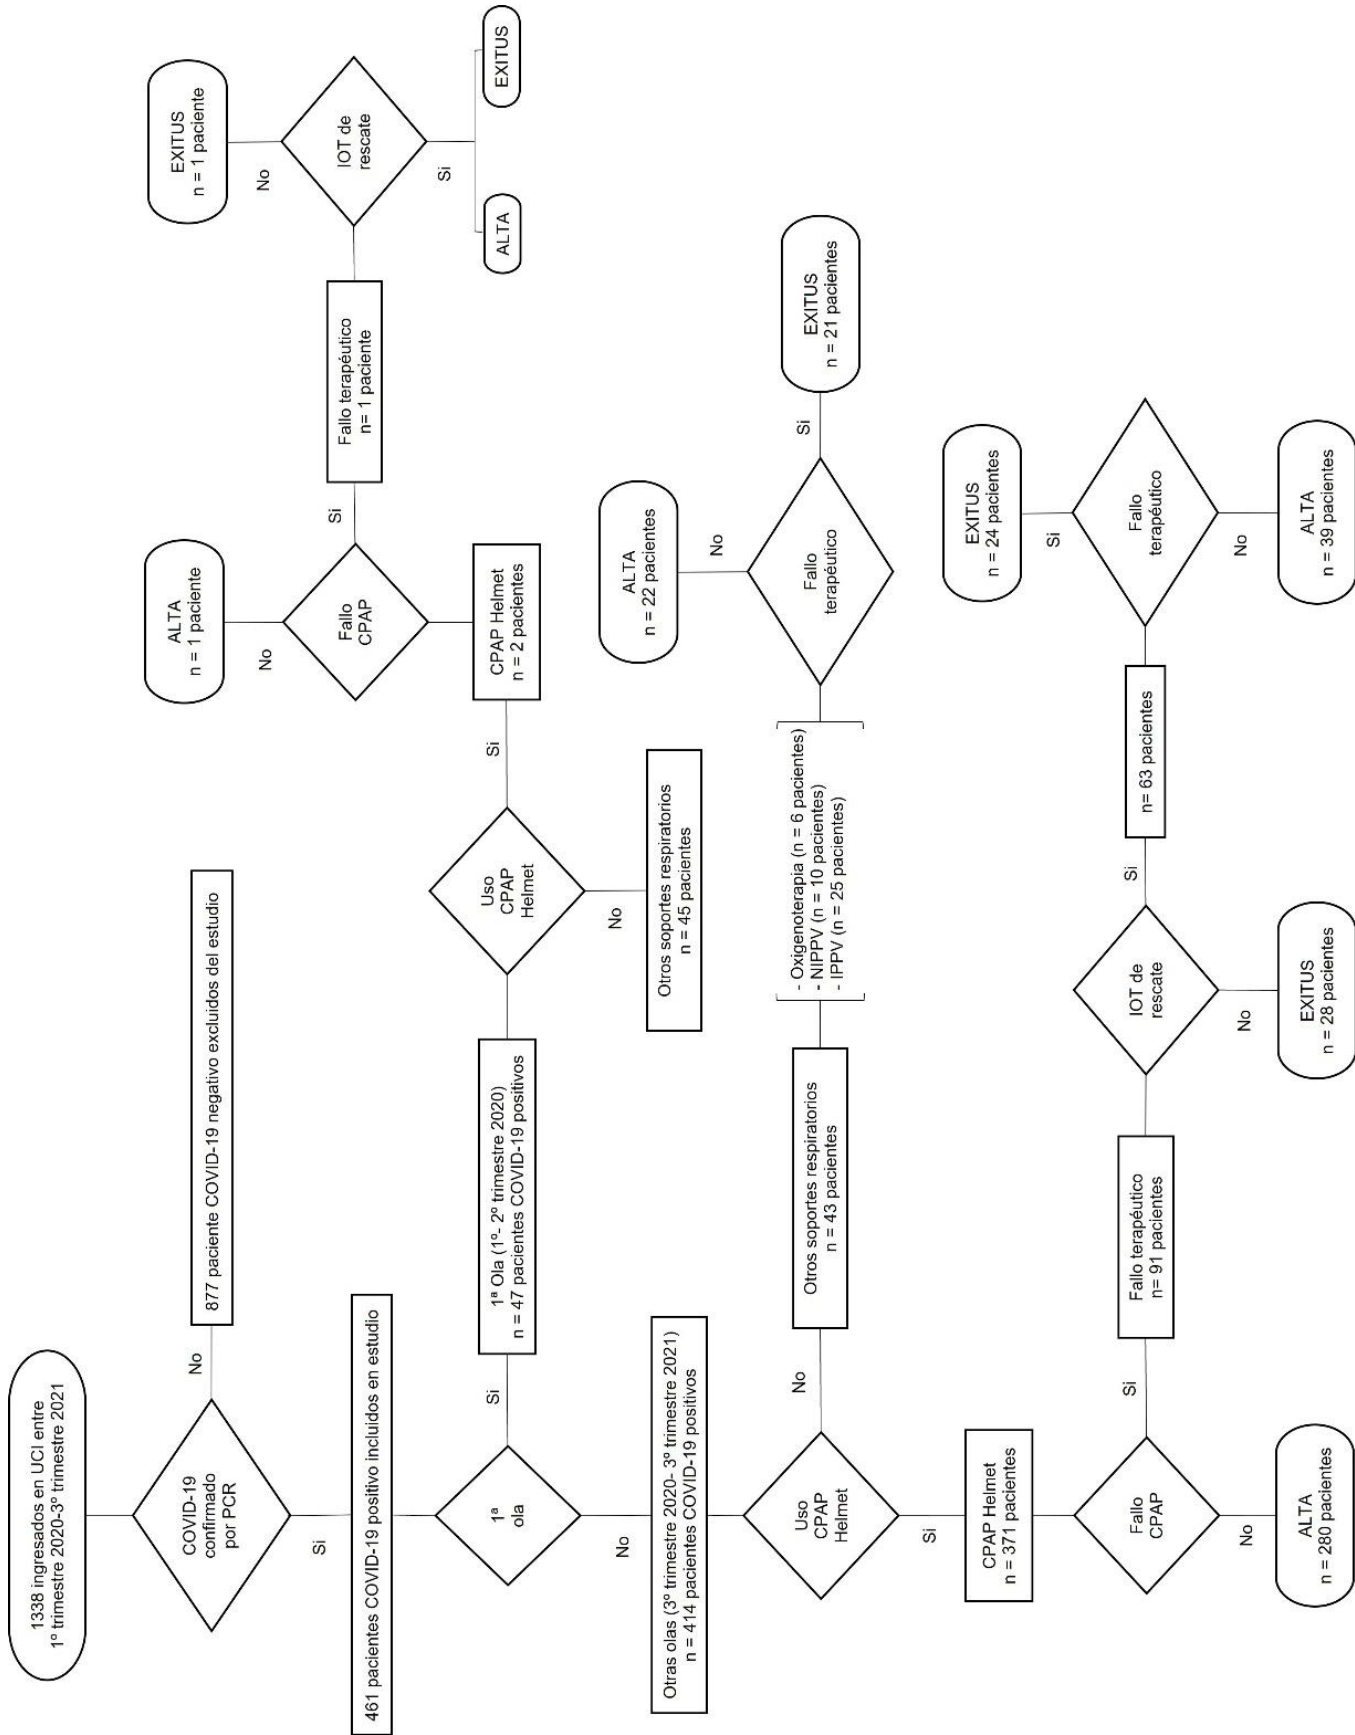 1338 ingresados en UCI entre
1º trimestre 2020-3º trimestre 2021
COVID-19
confirmado
por PCR
No
877 paciente COVID-19 negativo excluidos del estudio
Si
461 pacientes COVID-19 positivo incluidos en estudio
1ª
ola
Si
1ª Ola (1º- 2º trimestre 2020)
n = 47 pacientes COVID-19 positivos
Uso
CPAP
Helmet
No
Otros soportes respiratorios
n = 45 pacientes
Si
CPAP Helmet
n = 2 pacientes
Fallo
CPAP
No
ALTA
n = 1 paciente
Si
Fallo terapéutico
n= 1 paciente
IOT de
rescate
No
EXITUS
n = 1 paciente
Si
ALTA
EXITUS
No
Otras olas (3º trimestre 2020- 3º trimestre 2021)
n = 414 pacientes COVID-19 positivos
Uso
CPAP
Helmet
No
Otros soportes respiratorios
n = 43 pacientes
- Oxigenoterapia (n = 6 pacientes)
- NIPPV (n = 10 pacientes)
- IPPV (n = 25 pacientes)
Fallo
terapéutico
No
ALTA
n = 22 pacientes
Si
EXITUS
n = 21 pacientes
Si
CPAP Helmet
n = 371 pacientes
Fallo
CPAP
No
ALTA
n = 280 pacientes
Si
Fallo terapéutico
n= 91 pacientes
IOT de
rescate
No
EXITUS
n = 28 pacientes
Si
n= 63 pacientes
Fallo
terapéutico
Si
EXITUS
n = 24 pacientes
No
ALTA
n = 39 pacientes